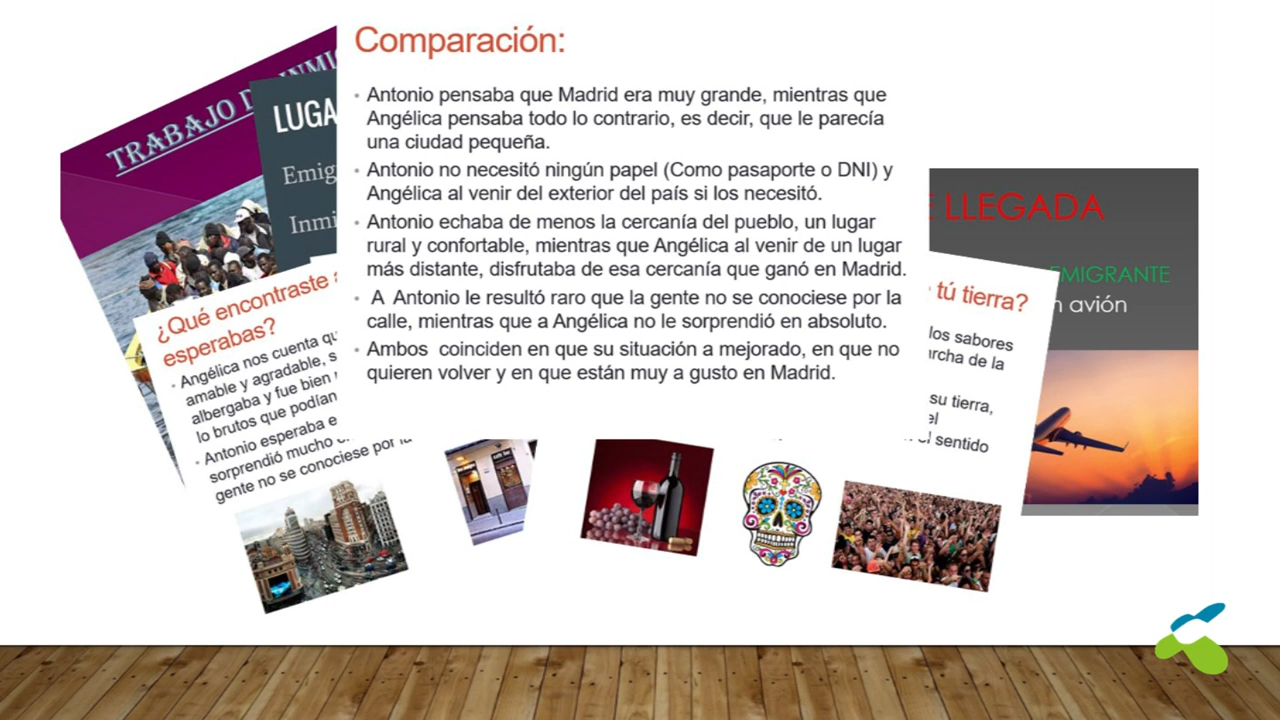 Comparación:
Antonio pensaba que Madrid era muy grande, mientras que
Angélica pensaba todo lo contrario, es decir, que le parecía
una ciudad pequeña.
Antonio no necesitó ningún papel (Como pasaporte o DNI) y
Angélica al venir del exterior del país si los necesitó.
Antonio echaba de menos la cercanía del pueblo, un lugar
rural y confortable, mientras que Angélica al venir de un lugar
más distante, disfrutaba de esa cercanía que ganó en Madrid.
A Antonio le resultó raro que la gente no se conociese por la
calle, mientras que a Angélica no le sorprendió en absoluto.
Ambos coinciden en que su situación a mejorado, en que no
quieren volver y en que están muy a gusto en Madrid.
TRABAJO
LUGA
Emig
Inmi
¿Qué encontraste
esperabas?
Angélica nos cuenta
amable y agradable,
albergaba y fue bien
lo brutos que podían
Antonio esperaba
sorprendió mucho
gente no se conociese por
LLEGADA
EMIGRANTE
avión
tú tierra?
los sabores
de la
su tierra,
el
sentido